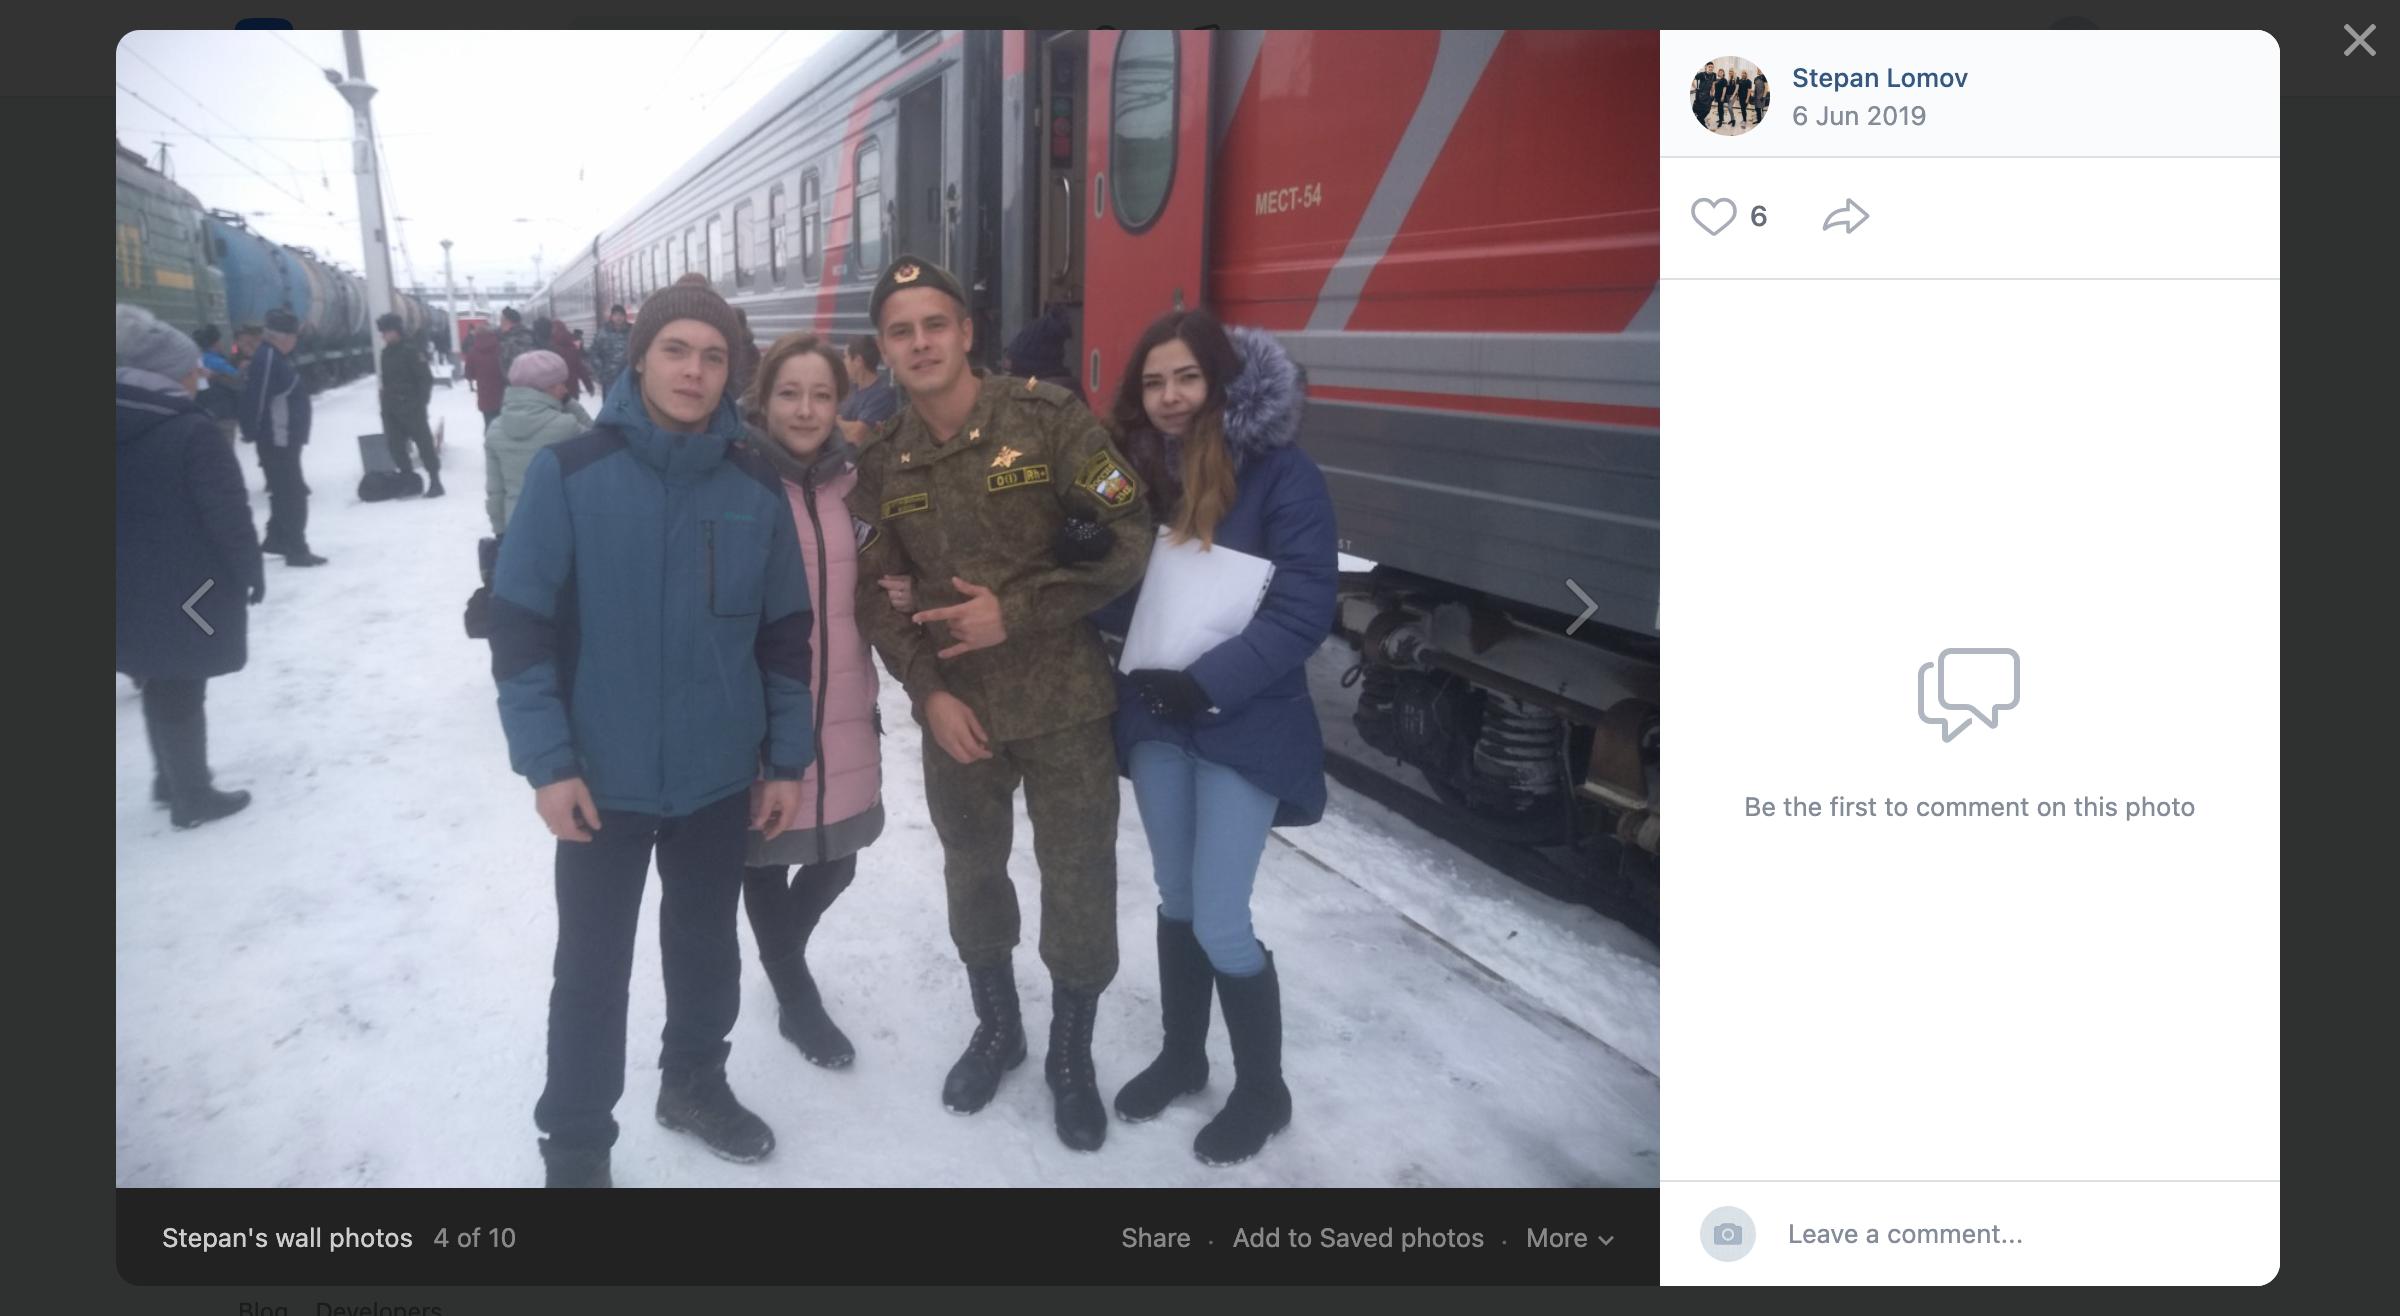 Stepan Lomov
6 Jun 2019
6
МЕСТ-54
РОССИЯ
O(I) Rh+
Be the first to comment on this photo
Stepan's wall photos 4 of 10
Share · Add to Saved photos · More
Leave a comment...
Blog Developers